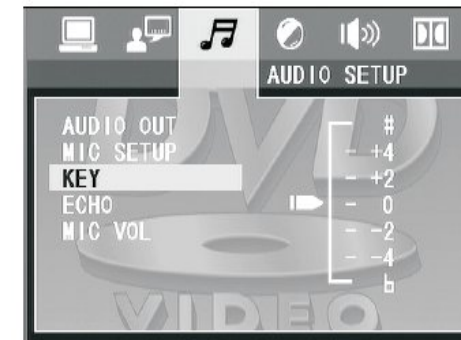 AUDIO SETUP
AUDIO OUT
MIC SETUP
KEY
ECHO
MIC VOL
#
- +4
- +2
- 0
- -2
- -4
b
DVD
VIDEO